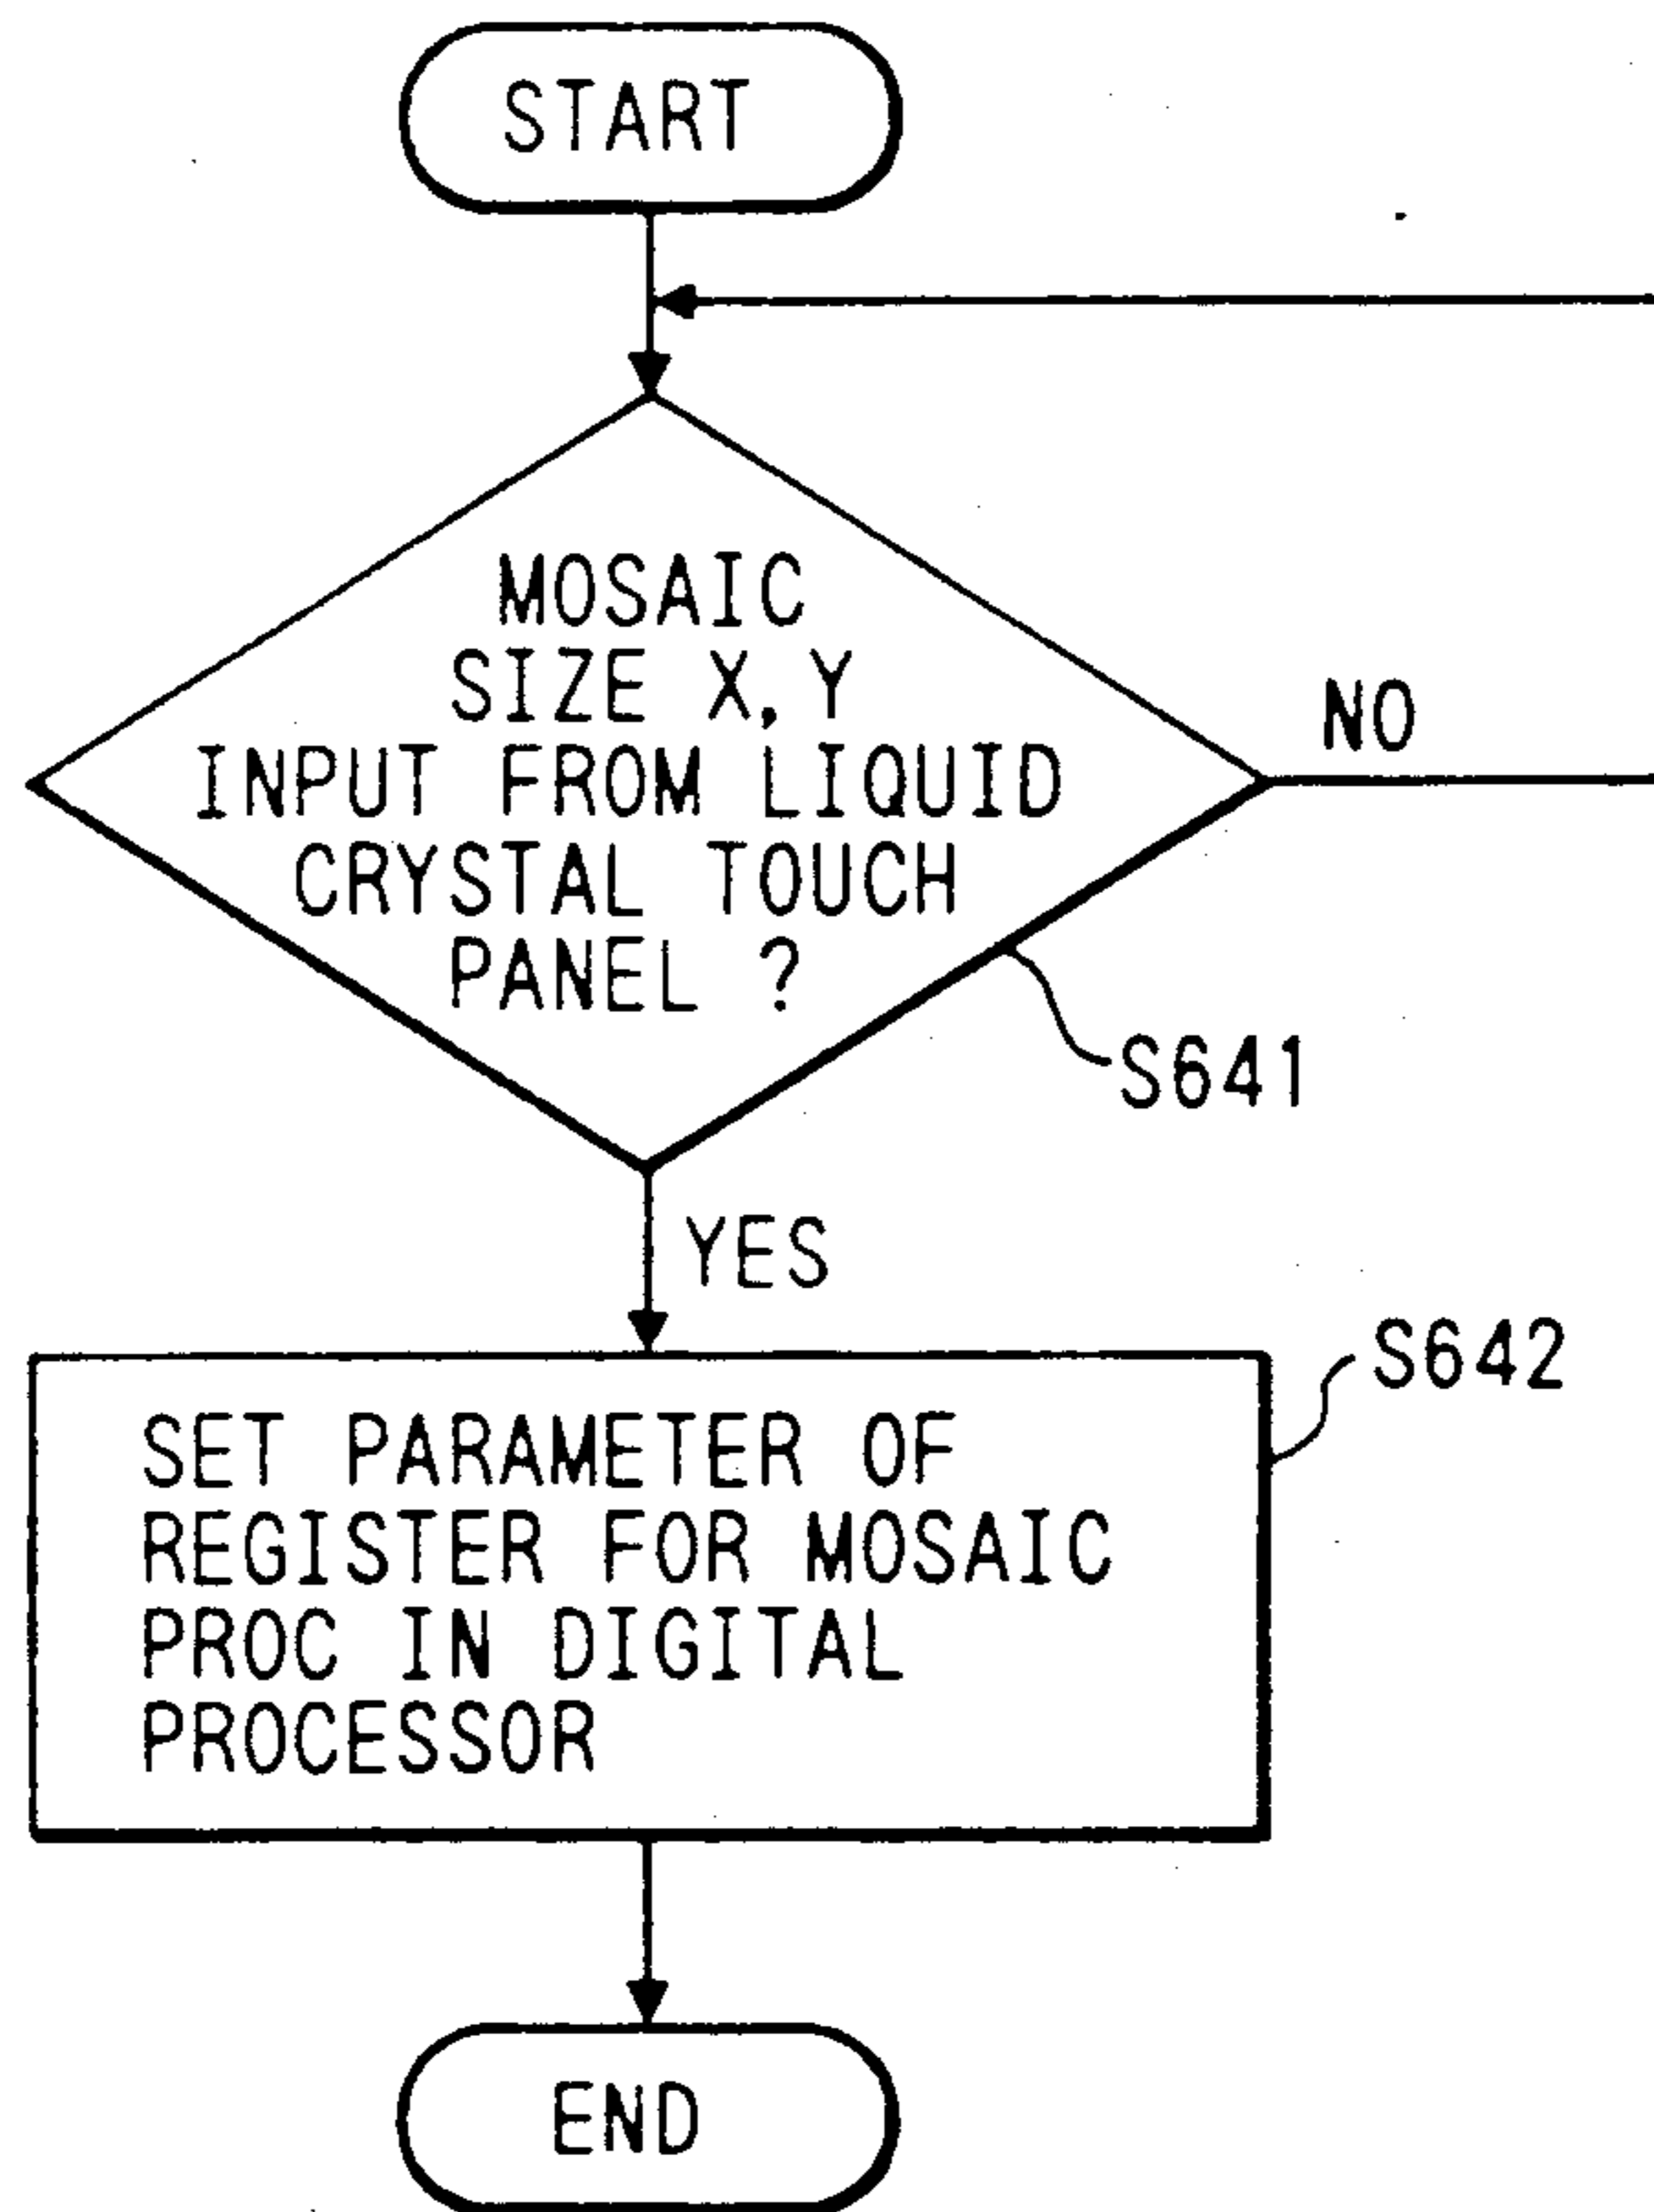 START
MOSAIC
SIZE X,Y
INPUT FROM LIQUID
CRYSTAL TOUCH
PANEL ?
NO
S641
YES
S642
SET PARAMETER OF
REGISTER FOR MOSAIC
PROC IN DIGITAL
PROCESSOR
END